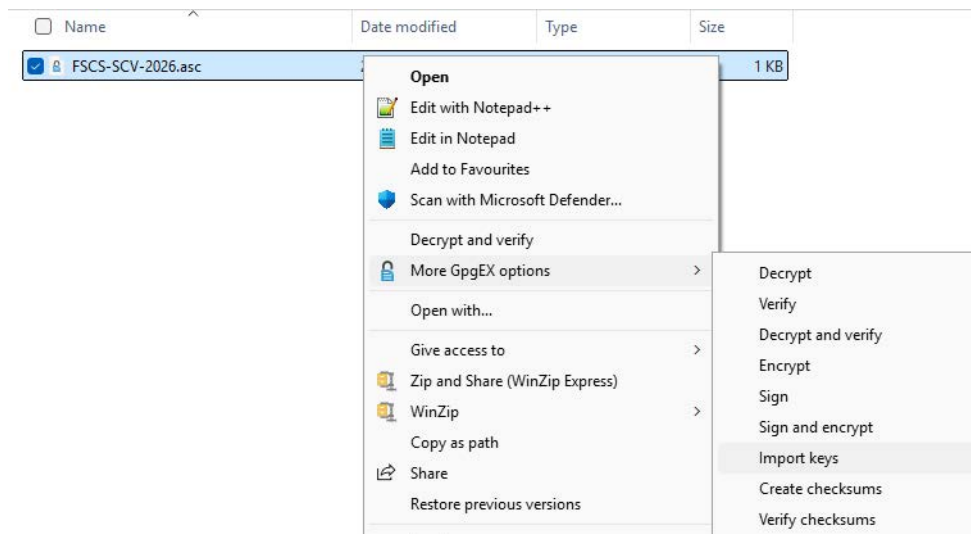 Name Date modified Type Size
FSCS-SCV-2026.asc 1 KB
Open
Edit with Notepad++
Edit in Notepad
Add to Favourites
Scan with Microsoft Defender...
Decrypt and verify
More GpgEX options
Open with...
Give access to
Zip and Share (WinZip Express)
WinZip
Copy as path
Share
Restore previous versions
Decrypt
Verify
Decrypt and verify
Encrypt
Sign
Sign and encrypt
Import keys
Create checksums
Verify checksums